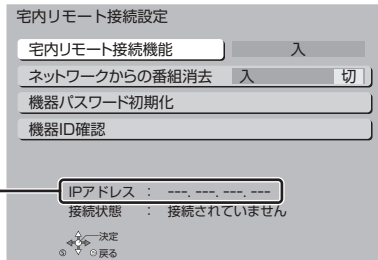 宅内リモート接続設定
宅内リモート接続機能 入
ネットワークからの番組消去 入 切
機器パスワード初期化
機器ID確認
IPアドレス : ---. ---. ---. ---
接続状態 : 接続されていません
決定
戻る